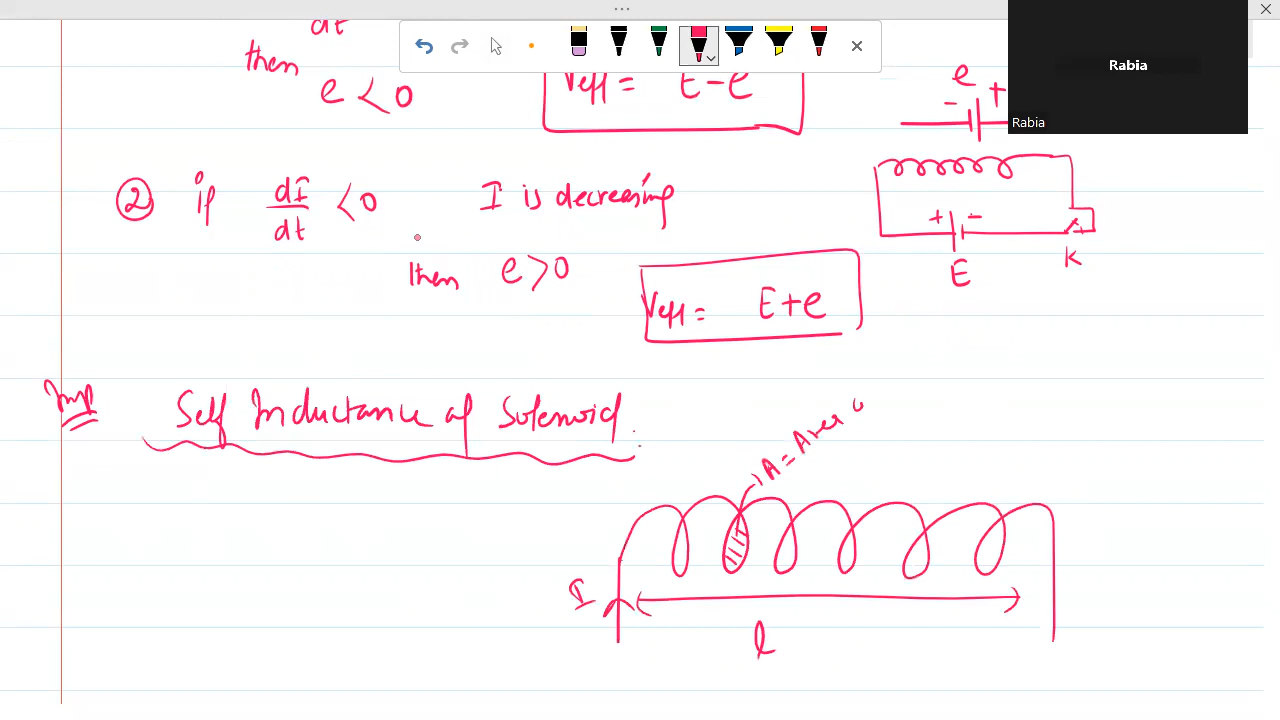 dt
then
e < 0
Veff = E - e
e
- +
Rabia
Rabia
② if dI/dt < 0 I is decreasing
+ -
E
K
then e > 0
Veff = E + e
Imp
Self Inductance of Solenoid
A = Area
I
l